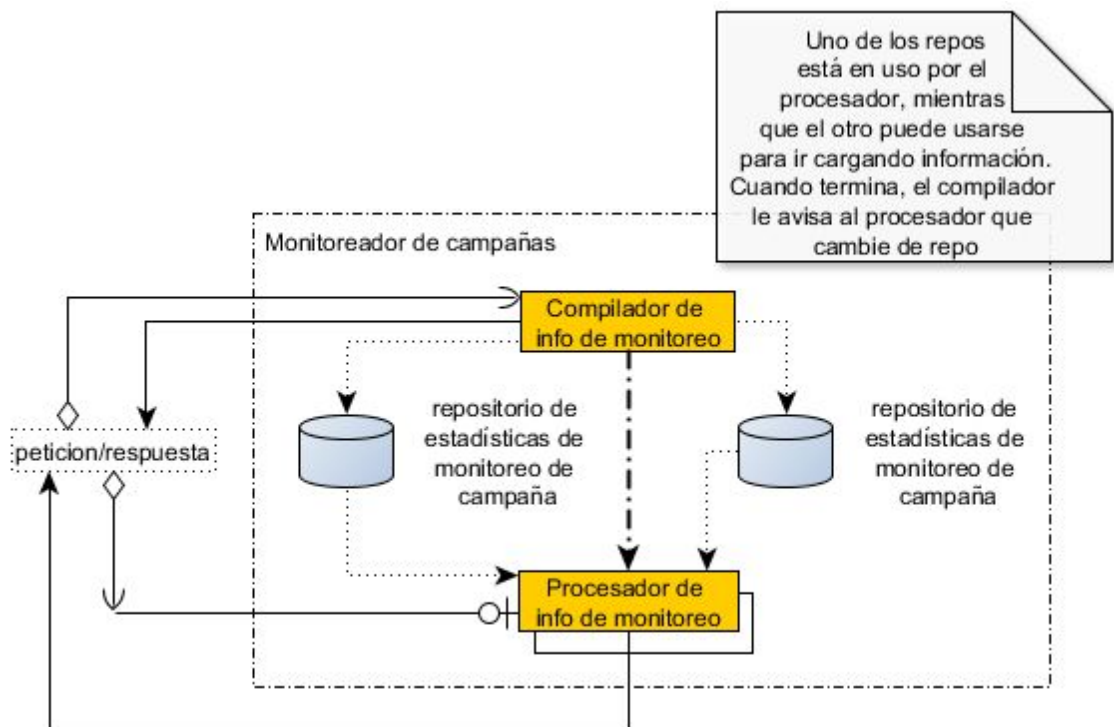 Uno de los repos
está en uso por el
procesador, mientras
que el otro puede usarse
para ir cargando información.
Cuando termina, el compilador
le avisa al procesador que
cambie de repo
Monitoreador de campañas
Compilador de
info de monitoreo
peticion/respuesta
repositorio de
estadísticas de
monitoreo de
campaña
repositorio de
estadísticas de
monitoreo de
campaña
Procesador de
info de monitoreo